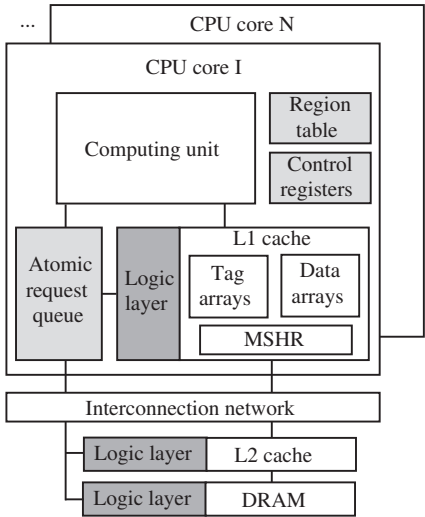 ...
CPU core N
CPU core I
Computing unit
Region
table
Control
registers
Atomic
request
queue
Logic
layer
L1 cache
Tag
arrays
Data
arrays
MSHR
Interconnection network
Logic layer
L2 cache
Logic layer
DRAM